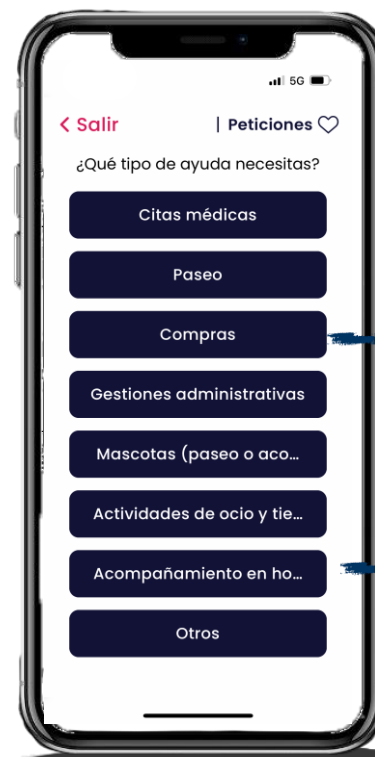 5G
< Salir
| Peticiones
¿Qué tipo de ayuda necesitas?
Citas médicas
Paseo
Compras
Gestiones administrativas
Mascotas (paseo o aco...
Actividades de ocio y tie...
Acompañamiento en ho...
Otros